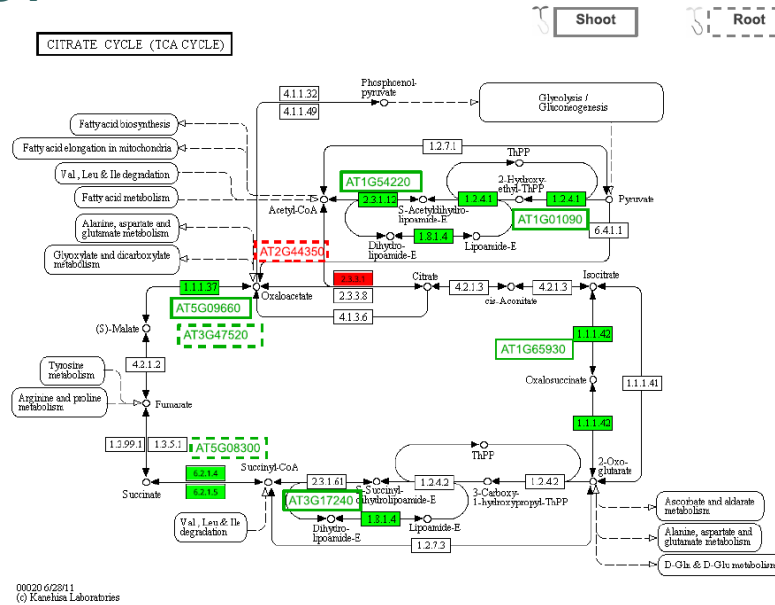 Shoot
Root
CITRATE CYCLE (TCA CYCLE)
Phosphoenol-
pyruvate
4.1.1.32
4.1.1.49
Glycolysis /
Gluconeogenesis
Fatty acid biosynthesis
Fatty acid elongation in mitochondria
Val, Leu & Ile degradation
Fatty acid metabolism
1.2.7.1
ThPP
AT1G54220
2-Hydroxy-
ethyl-ThPP
2.3.1.12
1.2.4.1
1.2.4.1
Pyruvate
Acetyl-CoA
S-Acetyldihydro-
lipoamide-E
AT1G01090
Alanine, aspartate and
glutamate metabolism
6.4.1.1
1.8.1.4
Dihydro-
lipoamide-E
Lipoamide-E
AT2G44350
Glyoxylate and dicarboxylate
metabolism
Citrate
Isocitrate
1.1.1.37
Oxaloacetate
2.3.3.8
4.2.1.3
4.2.1.3
cis-Aconitate
AT5G09660
4.1.3.6
(S)-Malate
AT3G47520
1.1.1.42
AT1G65930
4.2.1.2
Tyrosine
metabolism
Oxalosuccinate
1.1.1.41
Arginine and proline
metabolism
Fumarate
1.1.1.42
1.3.99.1
1.3.5.1
AT5G08300
ThPP
Succinyl-CoA
2-Oxo-
glutarate
6.2.1.4
6.2.1.5
2.3.1.61
1.2.4.2
1.2.4.2
Succinate
AT3G17240
S-Succinyl-
dihydrolipoamide-E
3-Carboxy-
1-hydroxypropyl-ThPP
Ascorbate and aldarate
metabolism
Val, Leu & Ile
degradation
1.8.1.4
Dihydro-
lipoamide-E
Lipoamide-E
Alanine, aspartate and
glutamate metabolism
1.2.7.3
D-Gln & D-Glu metabolism
00020 6/28/11
(c) Kanehisa Laboratories